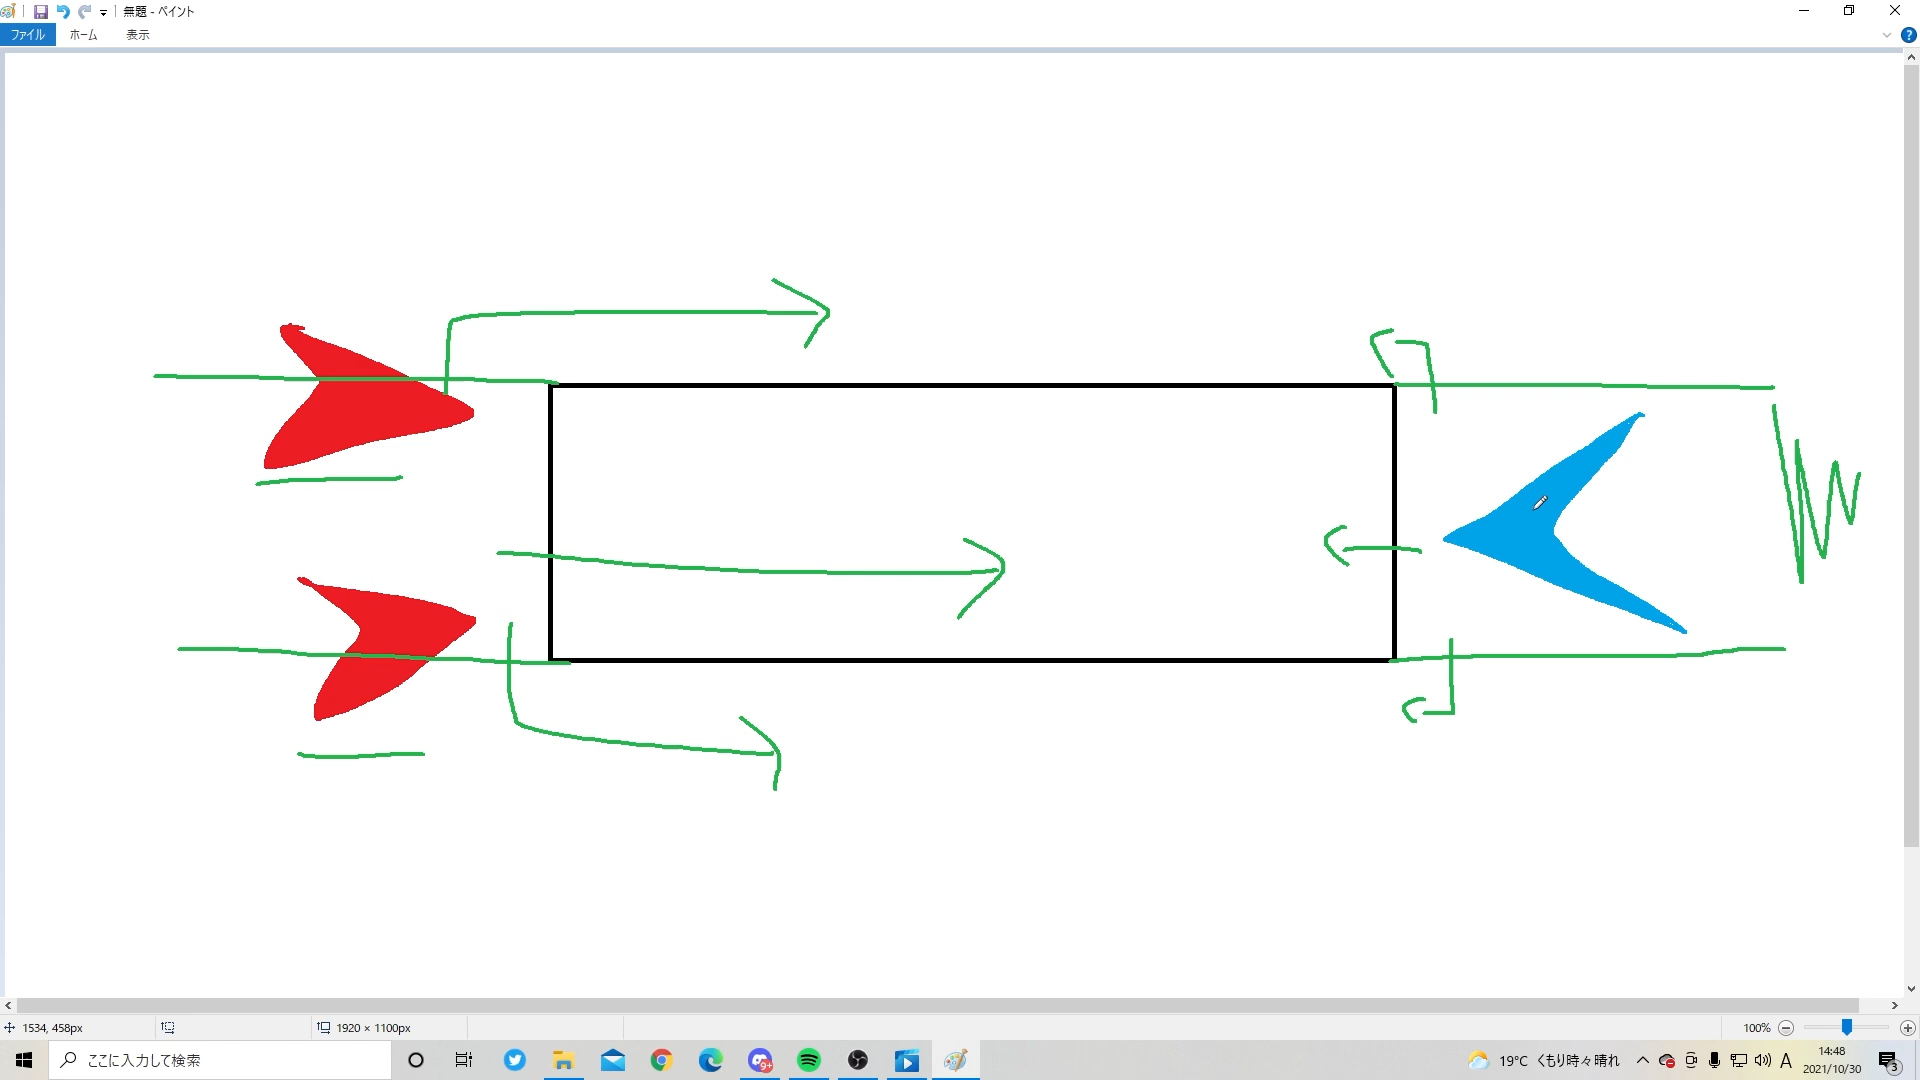 無題 - ペイント
ファイル ホーム 表示
W
1534, 458px 1920 × 1100px 100%
ここに入力して検索 9+ 19°C くもり時々晴れ A 14:48
2021/10/30 3